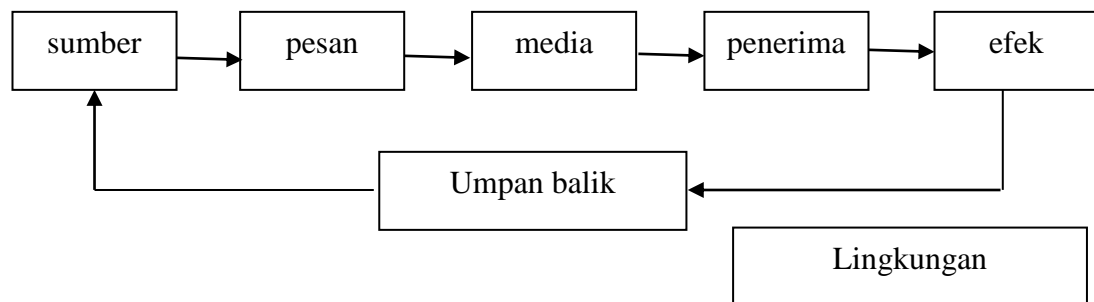 sumber
pesan
media
penerima
efek
Umpan balik
Lingkungan